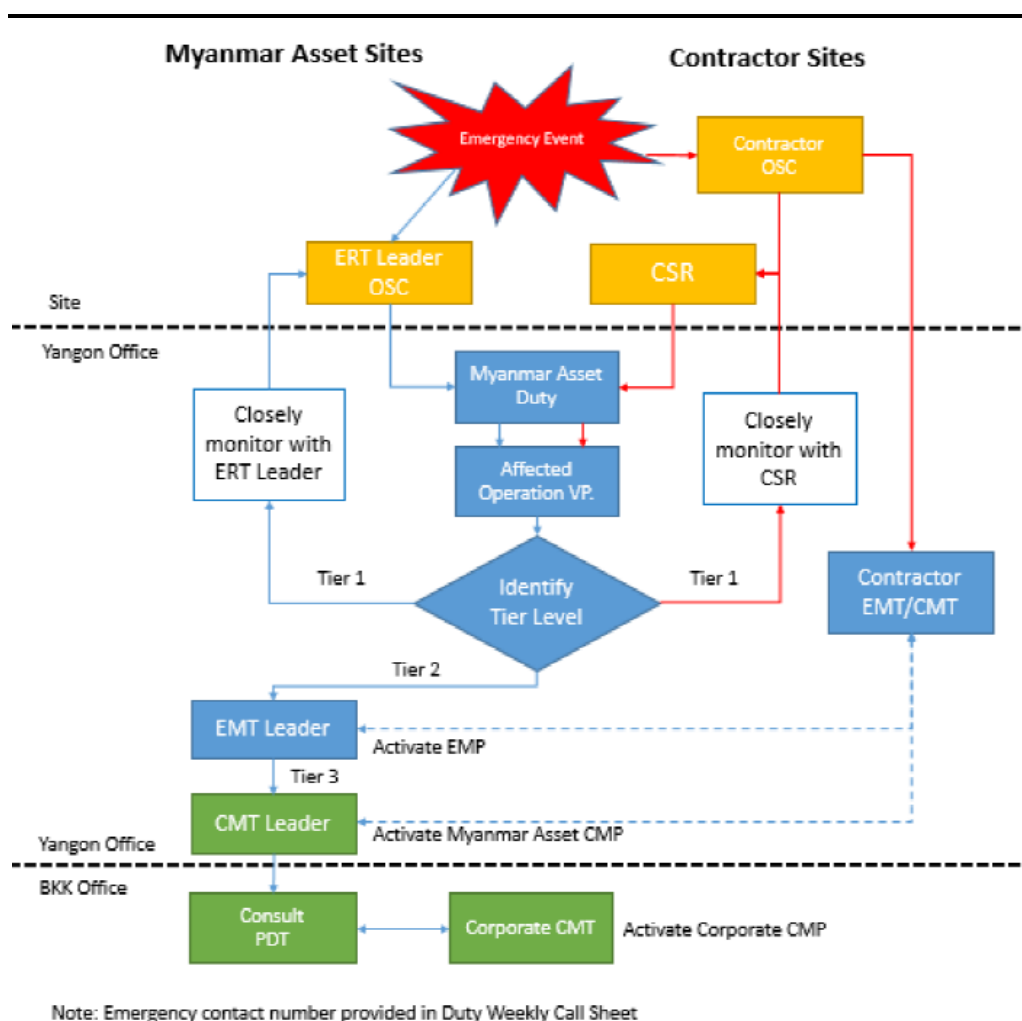 Myanmar Asset Sites
Contractor Sites
Emergency Event
Contractor
OSC
ERT Leader
OSC
CSR
Site
Yangon Office
Myanmar Asset
Duty
Closely
monitor with
ERT Leader
Closely
monitor with
CSR
Affected
Operation VP.
Tier 1
Identify
Tier Level
Tier 1
Contractor
EMT/CMT
Tier 2
EMT Leader
Activate EMP
Tier 3
CMT Leader
Activate Myanmar Asset CMP
Yangon Office
BKK Office
Consult
PDT
Corporate CMT
Activate Corporate CMP
Note: Emergency contact number provided in Duty Weekly Call Sheet